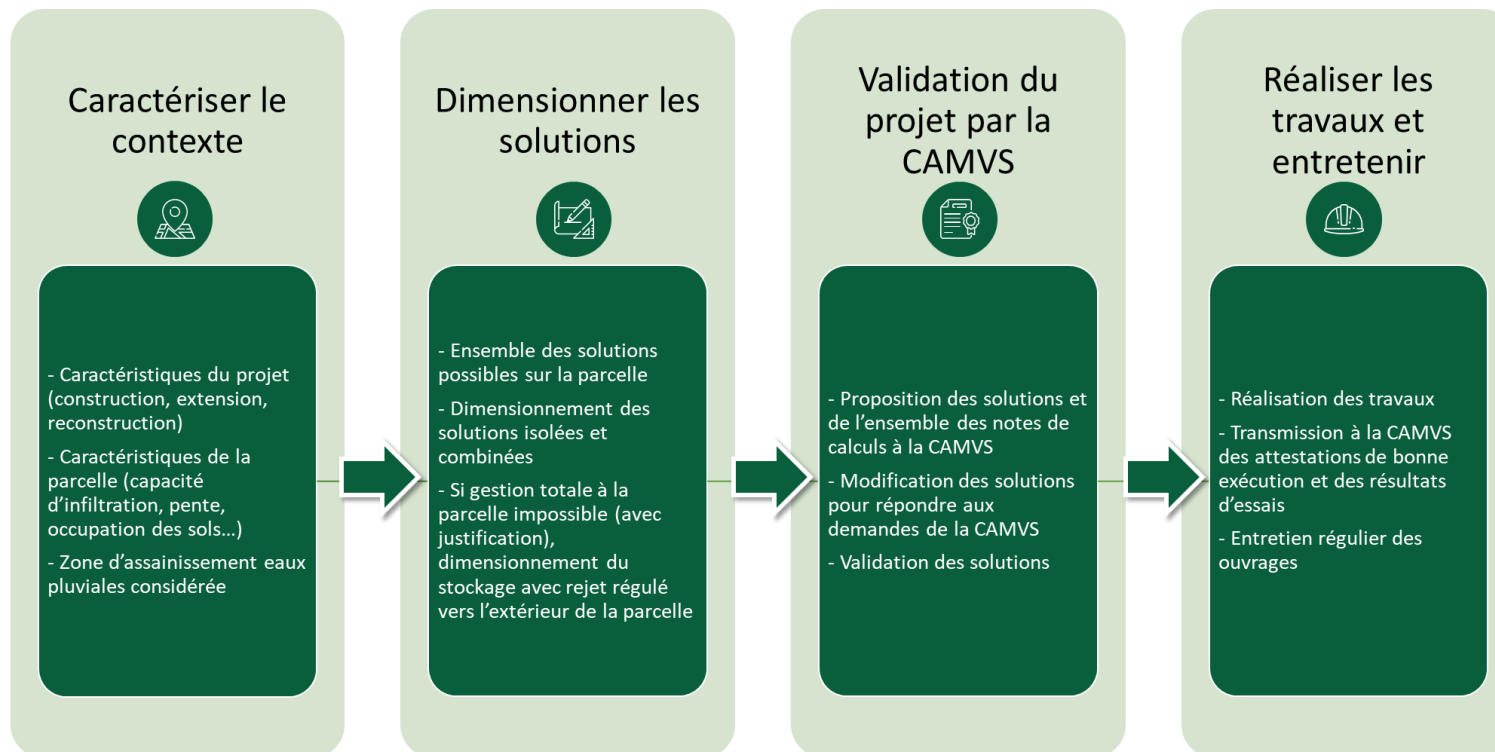 Caractériser le
contexte
- Caractéristiques du projet
(construction, extension,
reconstruction)
- Caractéristiques de la
parcelle (capacité
d’infiltration, pente,
occupation des sols…)
- Zone d’assainissement eaux
pluviales considérée
Dimensionner les
solutions
- Ensemble des solutions
possibles sur la parcelle
- Dimensionnement des
solutions isolées et
combinées
- Si gestion totale à la
parcelle impossible (avec
justification),
dimensionnement du
stockage avec rejet régulé
vers l’extérieur de la parcelle
Validation du
projet par la
CAMVS
- Proposition des solutions et
de l’ensemble des notes de
calculs à la CAMVS
- Modification des solutions
pour répondre aux
demandes de la CAMVS
- Validation des solutions
Réaliser les
travaux et
entretenir
- Réalisation des travaux
- Transmission à la CAMVS
des attestations de bonne
exécution et des résultats
d’essais
- Entretien régulier des
ouvrages